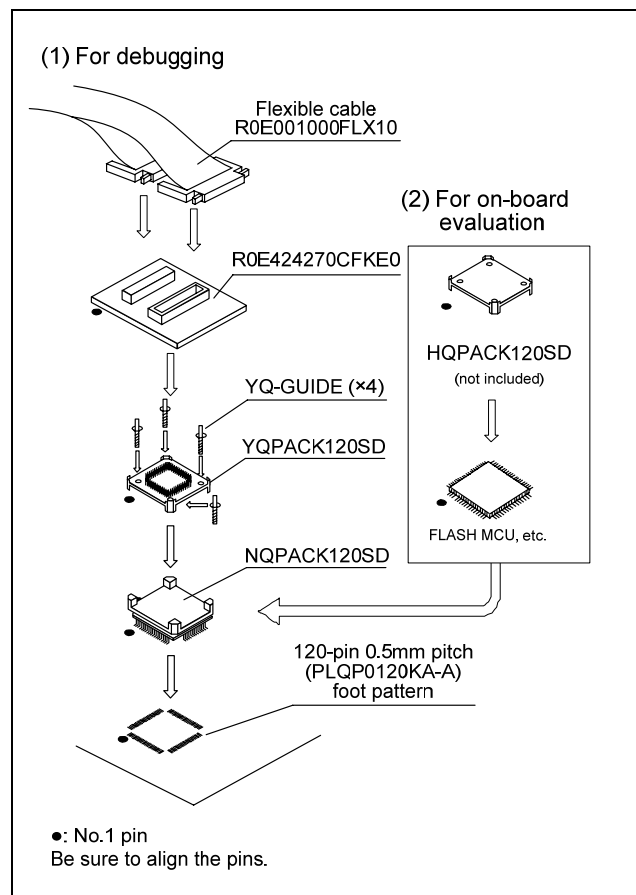 (1) For debugging
Flexible cable
R0E001000FLX10
(2) For on-board
evaluation
R0E424270CFKE0
HQPACK120SD
(not included)
YQ-GUIDE (×4)
YQPACK120SD
FLASH MCU, etc.
NQPACK120SD
120-pin 0.5mm pitch
(PLQP0120KA-A)
foot pattern
●: No.1 pin
Be sure to align the pins.